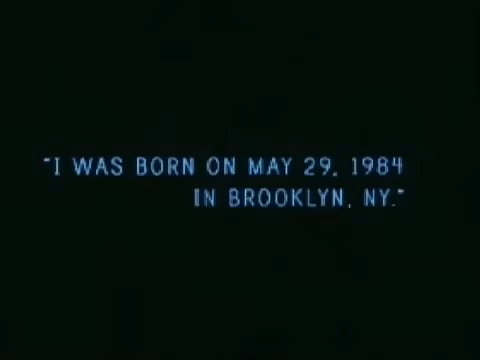 "I WAS BORN ON MAY 29, 1984
IN BROOKLYN, NY."